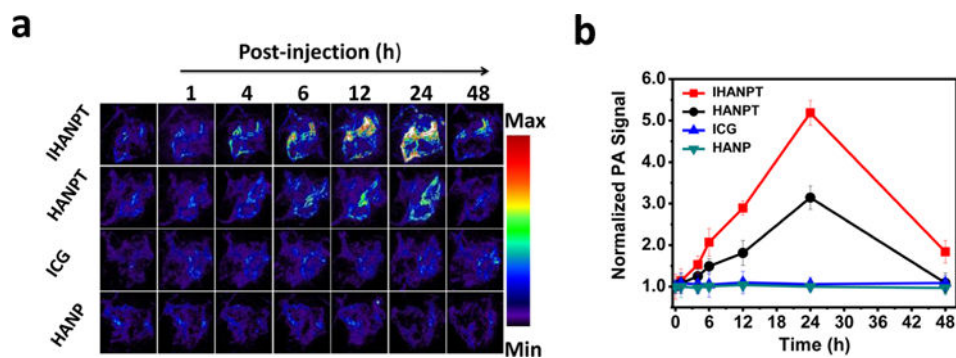 a
Post-injection (h)
1 4 6 12 24 48
IHANPT
HANPT
ICG
HANP
Max
Min
b
Normalized PA Signal
6.0
5.0
4.0
3.0
2.0
1.0
IHANPT
HANPT
ICG
HANP
0 6 12 18 24 30 36 42 48
Time (h)